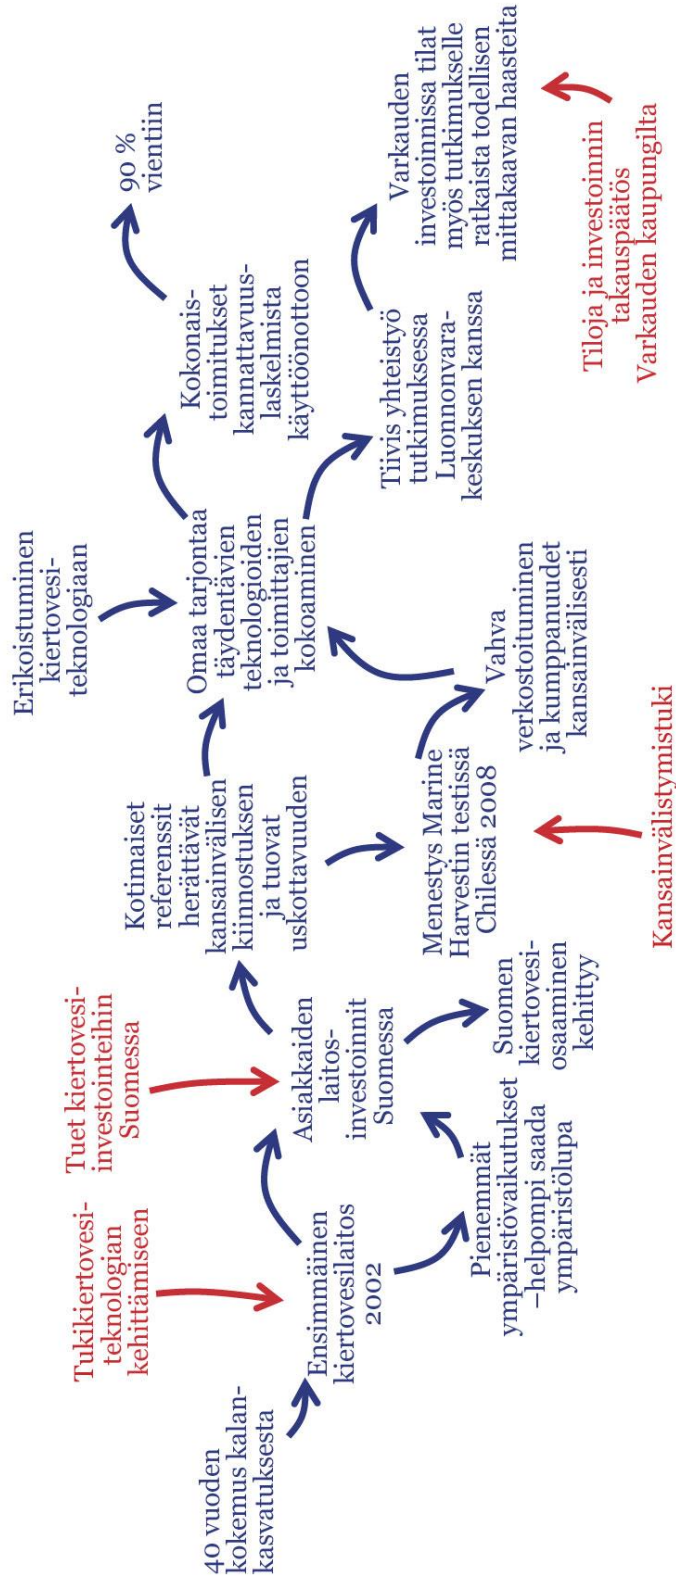 40 vuoden
kokemus kalan-
kasvatuksesta
Tukikiertovesi-
teknologian
kehittämiseen
Ensimmäinen
kiertovesilaitos
2002
Pienemmät
ympäristövaikutukset
–helpompi saada
ympäristölupa
Tuet kiertovesi-
investointeihin
Suomessa
Asiakkaiden
laitos-
investoinnit
Suomessa
Suomen
kiertovesi-
osaaminen
kehittyy
Kotimaiset
referenssit
herättävät
kansainvälisen
kiinnostuksen
ja tuovat
uskottavuuden
Menestys Marine
Harvestin testissä
Chilessä 2008
Kansainvälistymistuki
Vahva
verkostoituminen
ja kumppanuudet
kansainvälisesti
Erikoistuminen
kiertovesi-
teknologiaan
Omaa tarjontaa
täydentävien
teknologioiden
ja toimittajien
kokoaminen
Kokonais-
toimitukset
kannattavuus-
laskelmista
käyttöönottoon
90 %
vientiin
Tiivis yhteistyö
tutkimuksessa
Luonnonvara-
keskuksen kanssa
Varkauden
investoinnissa tilat
myös tutkimukselle
ratkaista todellisen
mittakaavan haasteita
Tiloja ja investoinnin
takauspäätös
Varkauden kaupungilta